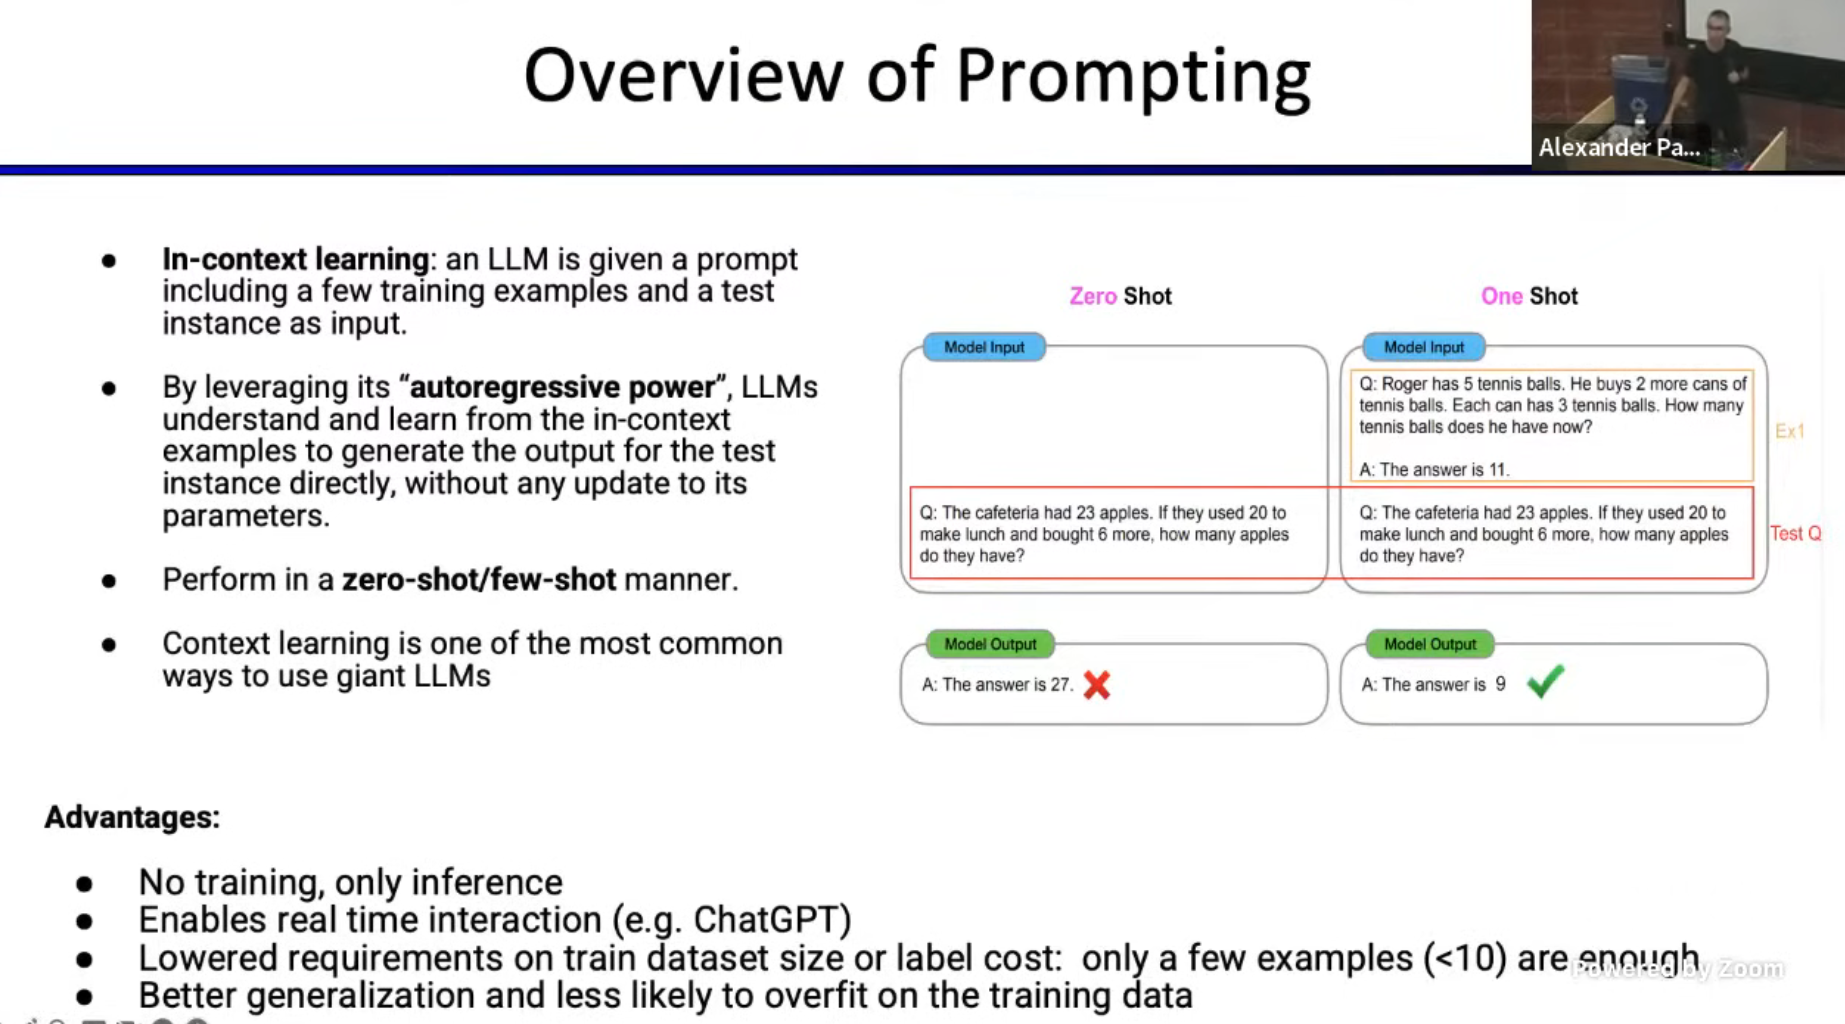 Overview of Prompting
Alexander Pa...
● In-context learning: an LLM is given a prompt
including a few training examples and a test
instance as input.
● By leveraging its “autoregressive power”, LLMs
understand and learn from the in-context
examples to generate the output for the test
instance directly, without any update to its
parameters.
● Perform in a zero-shot/few-shot manner.
● Context learning is one of the most common
ways to use giant LLMs
Zero Shot
Model Input
Q: The cafeteria had 23 apples. If they used 20 to
make lunch and bought 6 more, how many apples
do they have?
Model Output
A: The answer is 27.
One Shot
Model Input
Q: Roger has 5 tennis balls. He buys 2 more cans of
tennis balls. Each can has 3 tennis balls. How many
tennis balls does he have now?
A: The answer is 11.
Ex1
Q: The cafeteria had 23 apples. If they used 20 to
make lunch and bought 6 more, how many apples
do they have?
Test Q
Model Output
A: The answer is 9
Advantages:
● No training, only inference
● Enables real time interaction (e.g. ChatGPT)
● Lowered requirements on train dataset size or label cost: only a few examples (<10) are enough
● Better generalization and less likely to overfit on the training data
Powered by Zoom